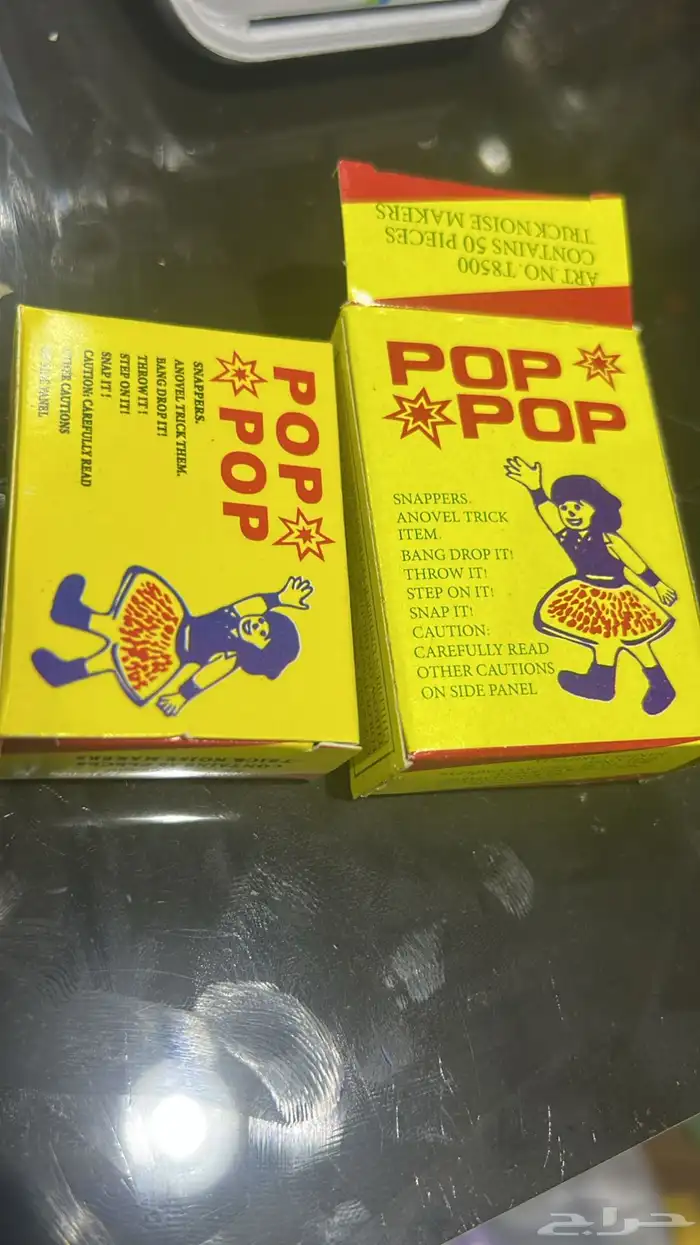 ART. NO. T8500
CONTAINS 50 PIECES
TRICKNOISE MAKERS
POP
POP
SNAPPERS.
ANOVEL TRICK
ITEM.
BANG DROP IT!
THROW IT!
STEP ON IT!
SNAP IT!
CAUTION:
CAREFULLY READ
OTHER CAUTIONS
ON SIDE PANEL
POP
POP
SNAPPERS.
ANOVEL TRICK THEM.
BANG DROP IT!
THROW IT !
STEP ON IT!
SNAP IT !
CAUTION: CAREFULLY READ
OTHER CAUTIONS
SIDE PANEL
TRICK NOISE MAKERS
حراج